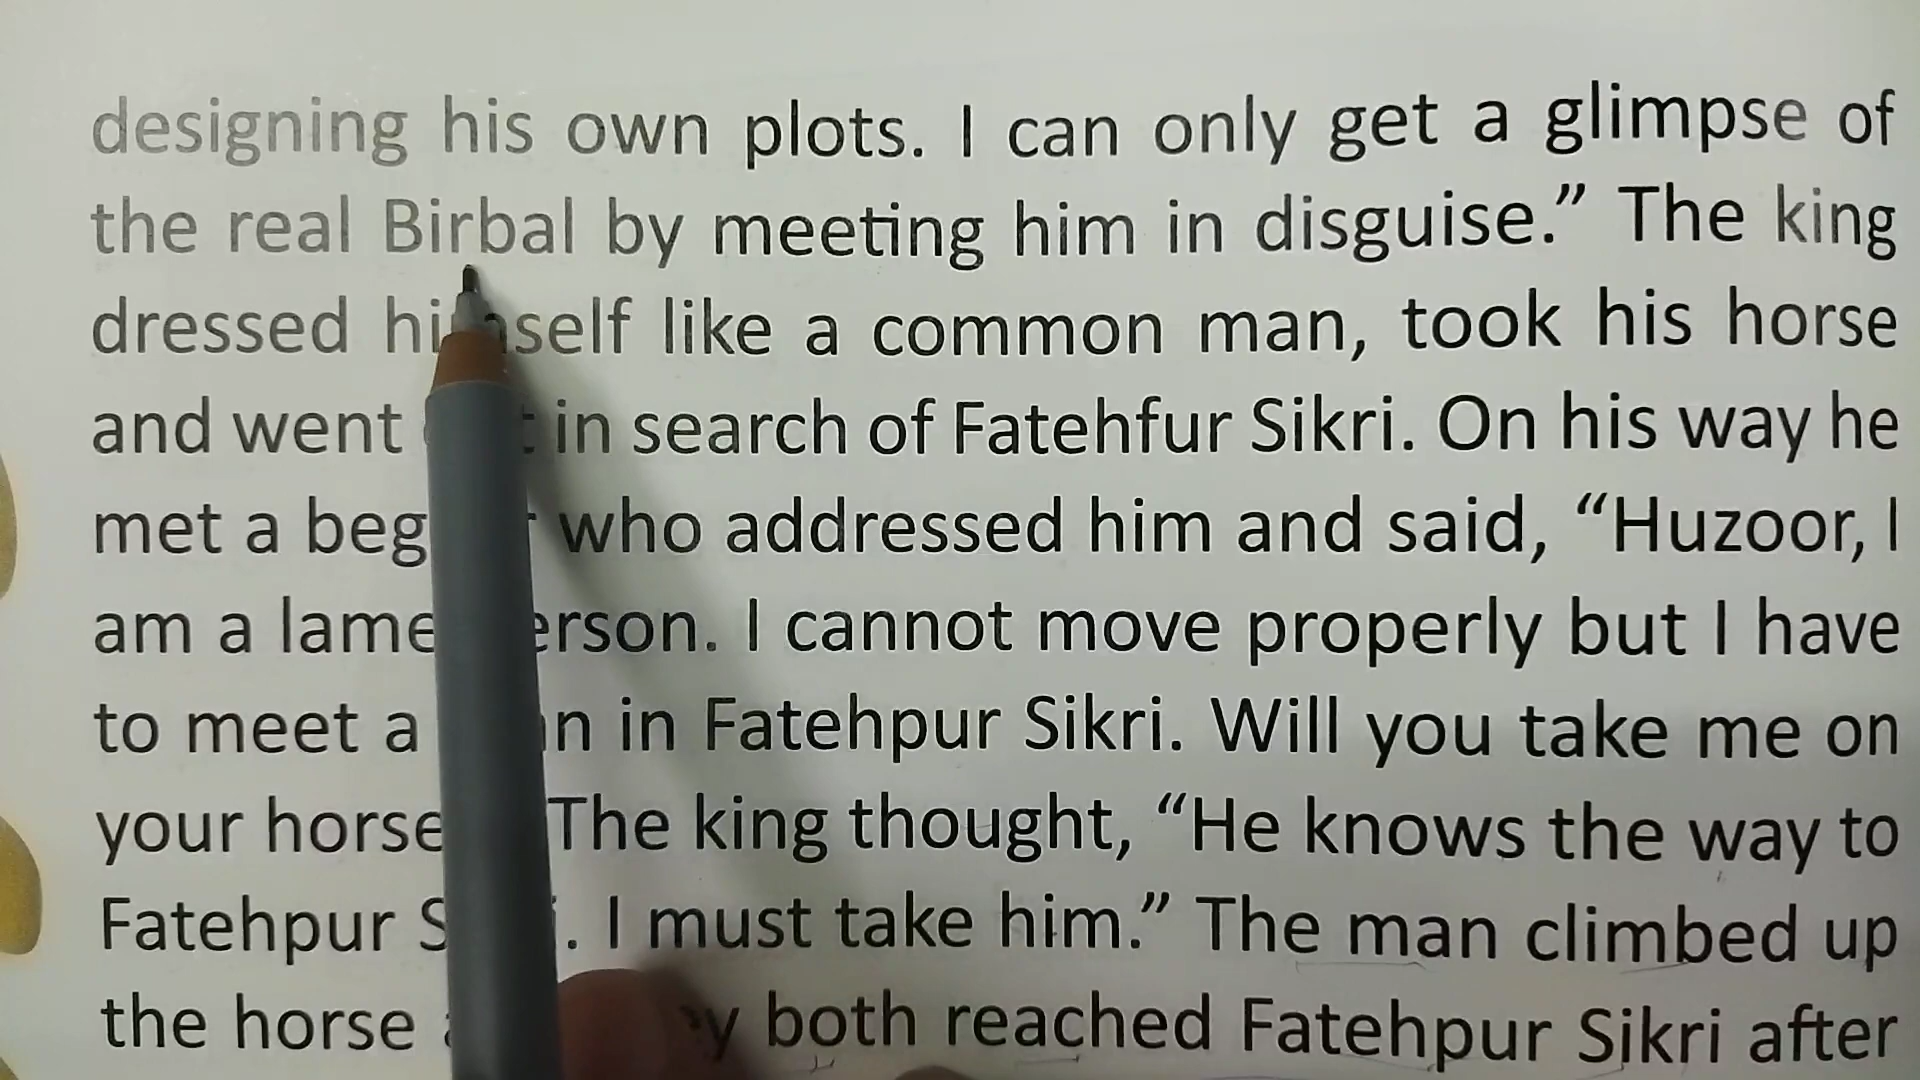 designing his own plots. I can only get a glimpse of
the real Birbal by meeting him in disguise.” The king
dressed himself like a common man, took his horse
and went in search of Fatehfur Sikri. On his way he
met a who addressed him and said, “Huzoor, I
am a lame person. I cannot move properly but I have
to meet a in Fatehpur Sikri. Will you take me on
your horse The king thought, “He knows the way to
Fatehpur I must take him.” The man climbed up
the horse both reached Fatehpur Sikri after